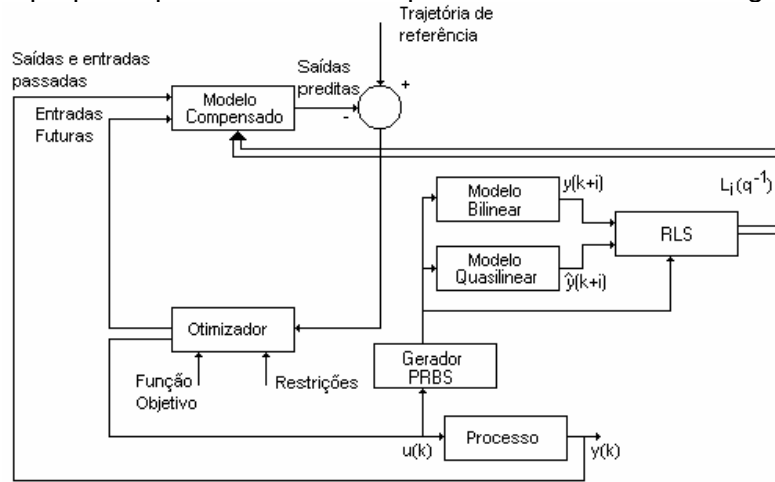 Trajetória de
referência
Saídas e entradas
passadas
Saídas
preditas
+
-
Modelo
Compensado
Entradas
Futuras
Modelo
Bilinear
y(k+i)
Li(q-1)
RLS
Modelo
Quasilinear
ŷ(k+i)
Otimizador
Gerador
PRBS
Função
Objetivo
Restrições
u(k)
Processo
y(k)